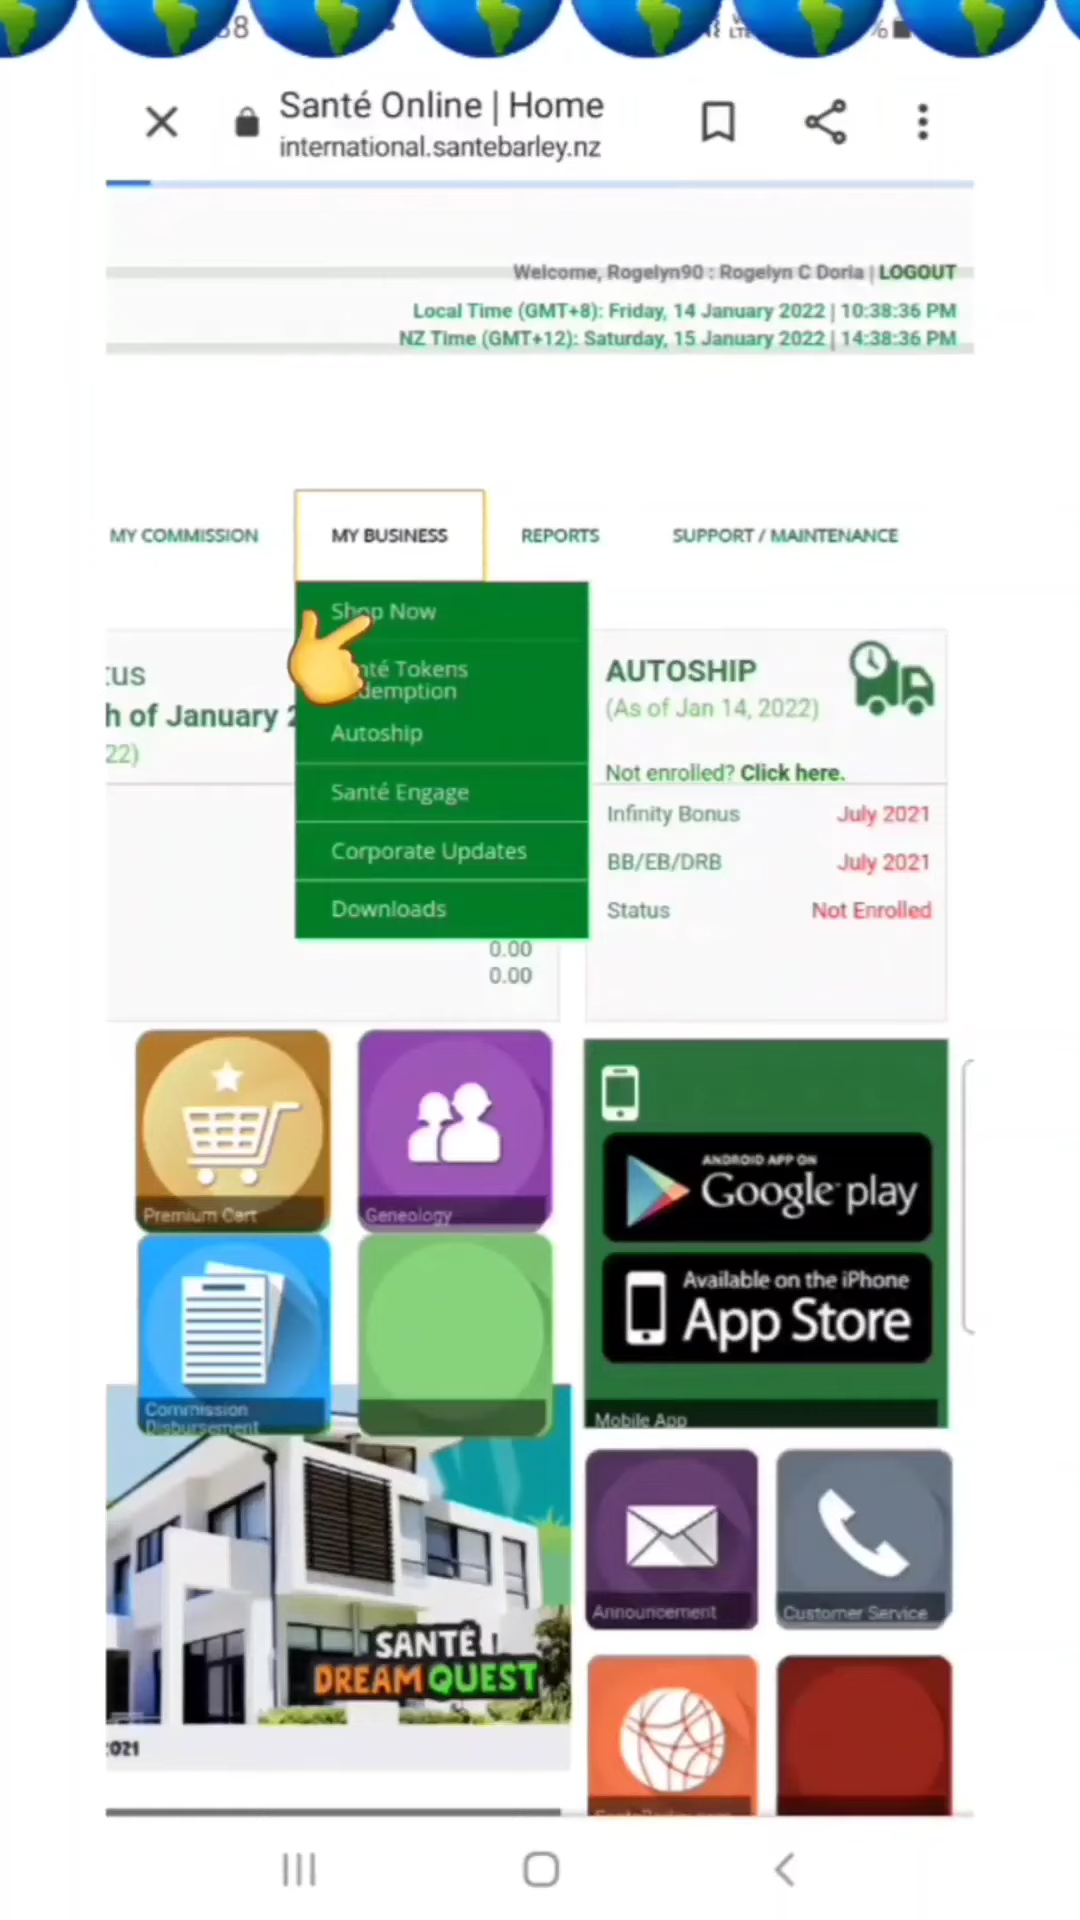 Santé Online | Home
international.santebarley.nz
Welcome, Rogelyn90 : Rogelyn C Doria | LOGOUT
Local Time (GMT+8): Friday, 14 January 2022 | 10:38:36 PM
NZ Time (GMT+12): Saturday, 15 January 2022 | 14:38:36 PM
MY COMMISSION
MY BUSINESS
REPORTS
SUPPORT / MAINTENANCE
Shop Now
Tokens
Autoship
Santé Engage
Corporate Updates
Downloads
h of January
22)
AUTOSHIP
(As of Jan 14, 2022)
Not enrolled? Click here.
Infinity Bonus July 2021
BB/EB/DRB July 2021
Status Not Enrolled
0.00
0.00
Premium Cart
Geneology
Commission
Disbursement
ANDROID APP ON
Google play
Available on the iPhone
App Store
Mobile App
SANTÉ
DREAM QUEST
Announcement
Customer Service